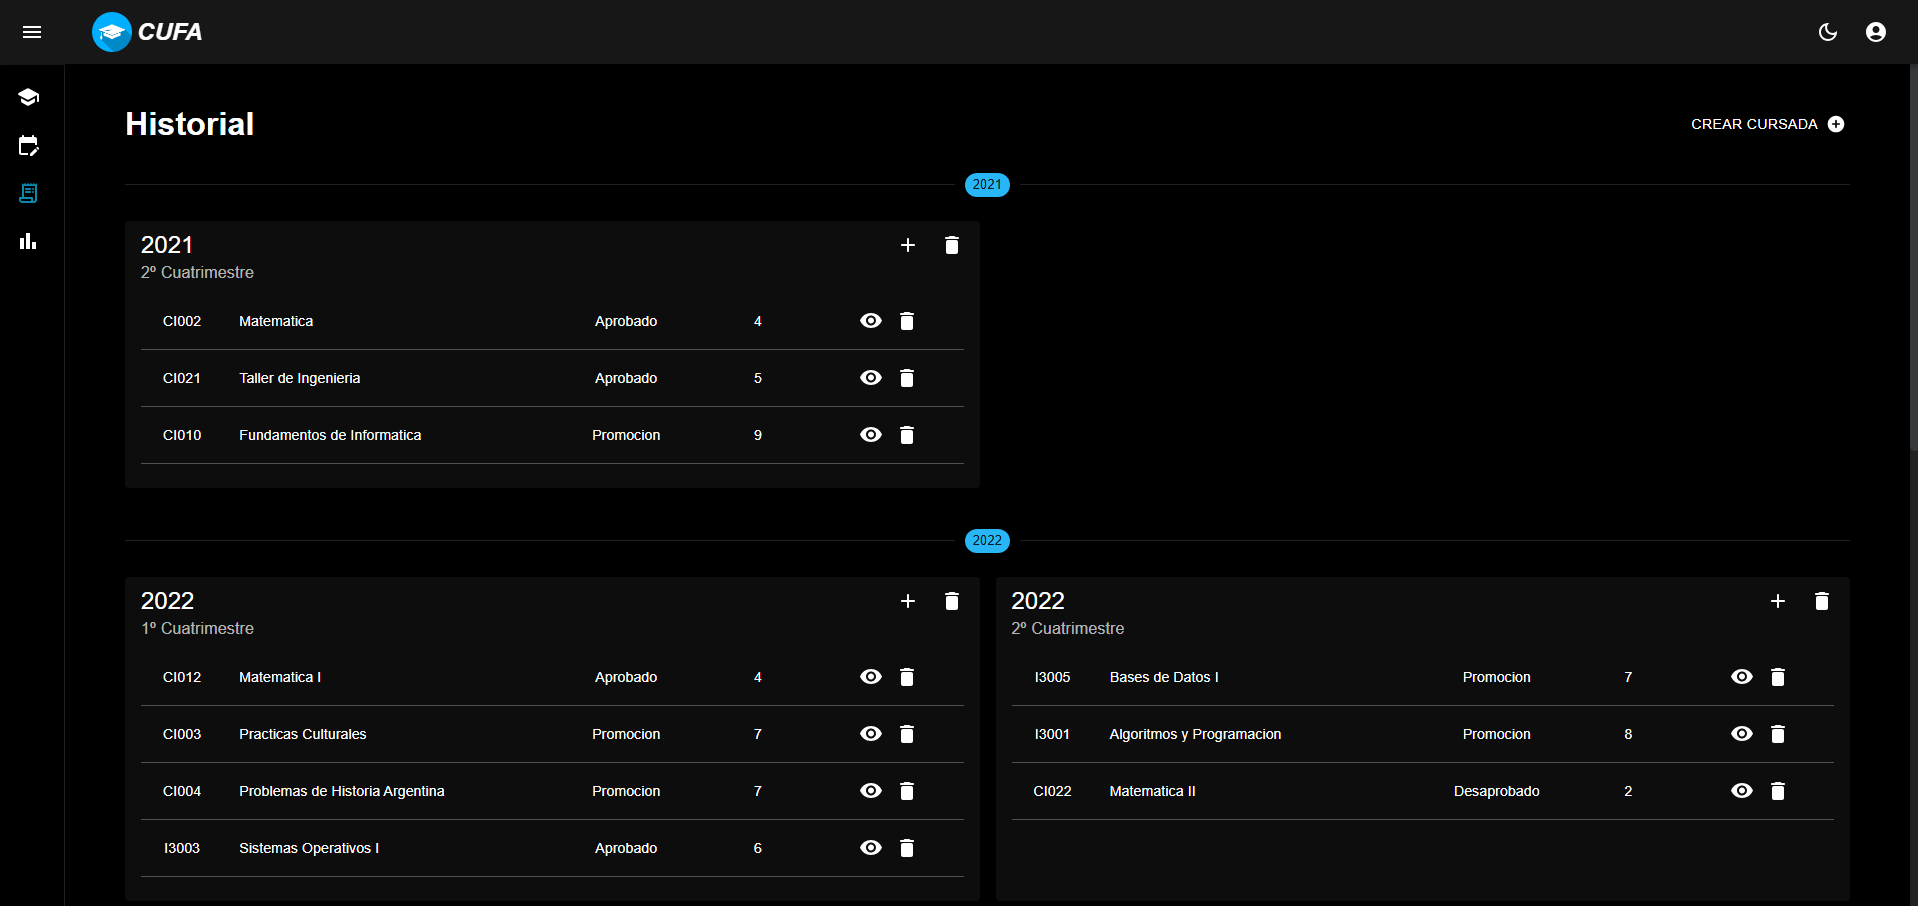 CUFA
Historial
CREAR CURSADA
2021
2021
2º Cuatrimestre
CI002 Matematica Aprobado 4
CI021 Taller de Ingenieria Aprobado 5
CI010 Fundamentos de Informatica Promocion 9
2022
2022
1º Cuatrimestre
CI012 Matematica I Aprobado 4
CI003 Practicas Culturales Promocion 7
CI004 Problemas de Historia Argentina Promocion 7
I3003 Sistemas Operativos I Aprobado 6
2022
2º Cuatrimestre
I3005 Bases de Datos I Promocion 7
I3001 Algoritmos y Programacion Promocion 8
CI022 Matematica II Desaprobado 2